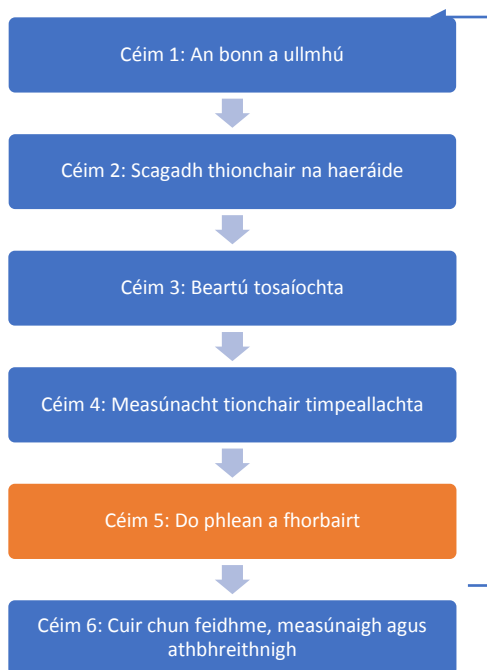 Céim 1: An bonn a ullmhú
Céim 2: Scagadh thionchair na haeráide
Céim 3: Beartú tosaíochta
Céim 4: Measúnacht tionchair timpeallachta
Céim 5: Do phlean a fhorbairt
Céim 6: Cuir chun feidhme, measúnaigh agus
athbhreithnigh